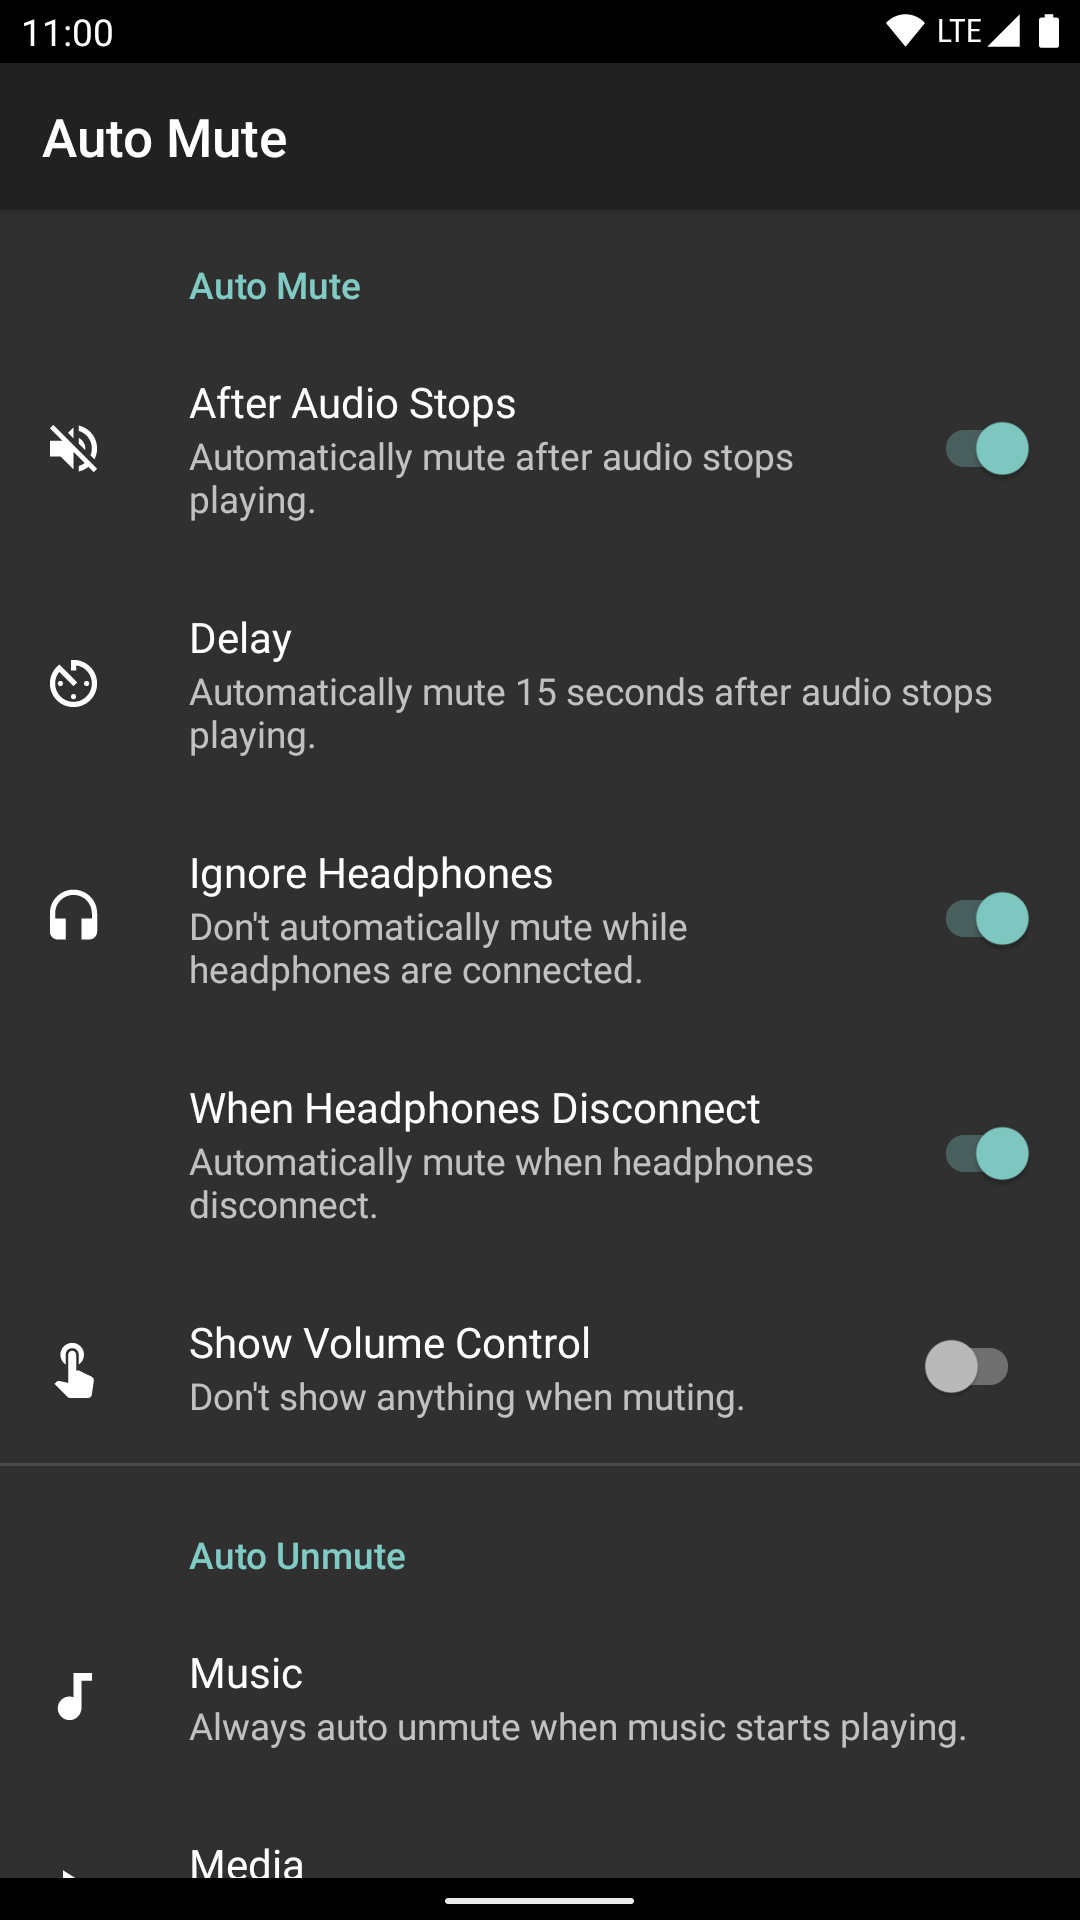 11:00
LTE
Auto Mute
Auto Mute
After Audio Stops
Automatically mute after audio stops
playing.
Delay
Automatically mute 15 seconds after audio stops
playing.
Ignore Headphones
Don't automatically mute while
headphones are connected.
When Headphones Disconnect
Automatically mute when headphones
disconnect.
Show Volume Control
Don't show anything when muting.
Auto Unmute
Music
Always auto unmute when music starts playing.
Media